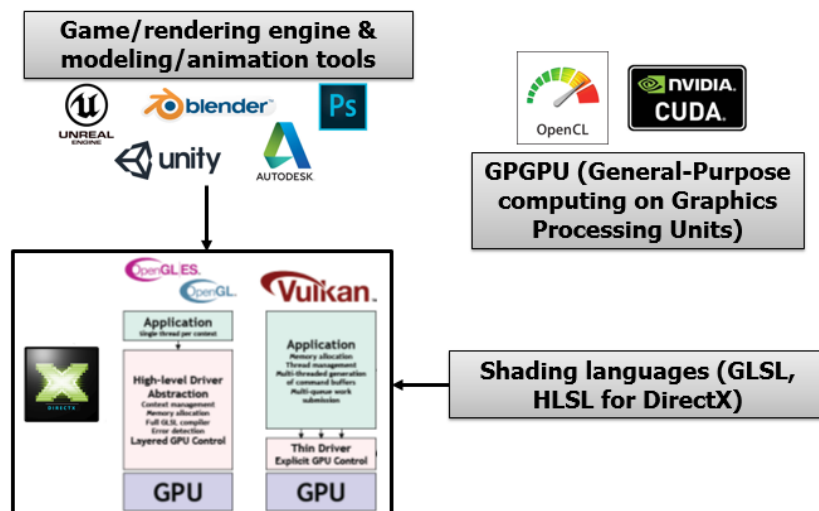 Game/rendering engine &
modeling/animation tools
UNREAL
ENGINE
blender™
Ps
unity
AUTODESK
OpenCL
NVIDIA.
CUDA.
GPGPU (General-Purpose
computing on Graphics
Processing Units)
DIRECTX
OpenGL|ES.
OpenGL.
Application
Single thread per context
High-level Driver
Abstraction
Context management
Memory allocation
Full GLSL compiler
Error detection
Layered GPU Control
GPU
Vulkan™
Application
Memory allocation
Thread management
Multi-threaded generation
of command buffers
Multi-queue work
submission
Thin Driver
Explicit GPU Control
GPU
Shading languages (GLSL,
HLSL for DirectX)